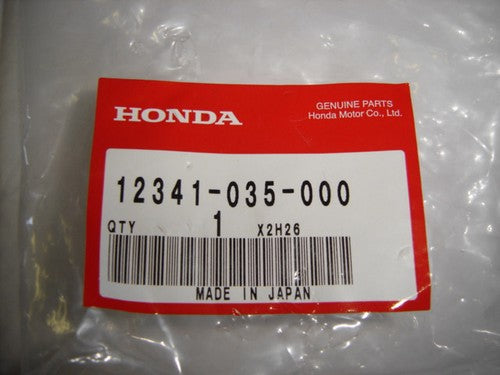 HONDA
GENUINE PARTS
Honda Motor Co., Ltd.
12341-035-000
QTY 1 X2H26
MADE IN JAPAN